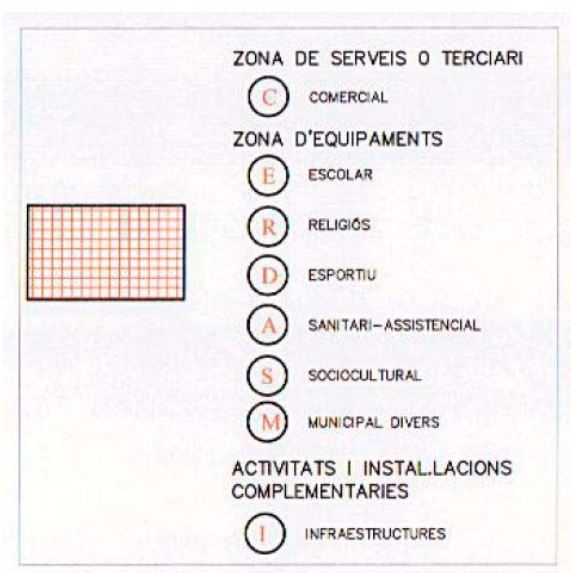 ZONA DE SERVEIS O TERCIARI
C COMERCIAL
ZONA D'EQUIPAMENTS
E ESCOLAR
R RELIGIÓS
D ESPORTIU
A SANITARI-ASSISTENCIAL
S SOCIOCULTURAL
M MUNICIPAL DIVERS
ACTIVITATS I INSTAL.LACIONS
COMPLEMENTARIES
I INFRAESTRUCTURES